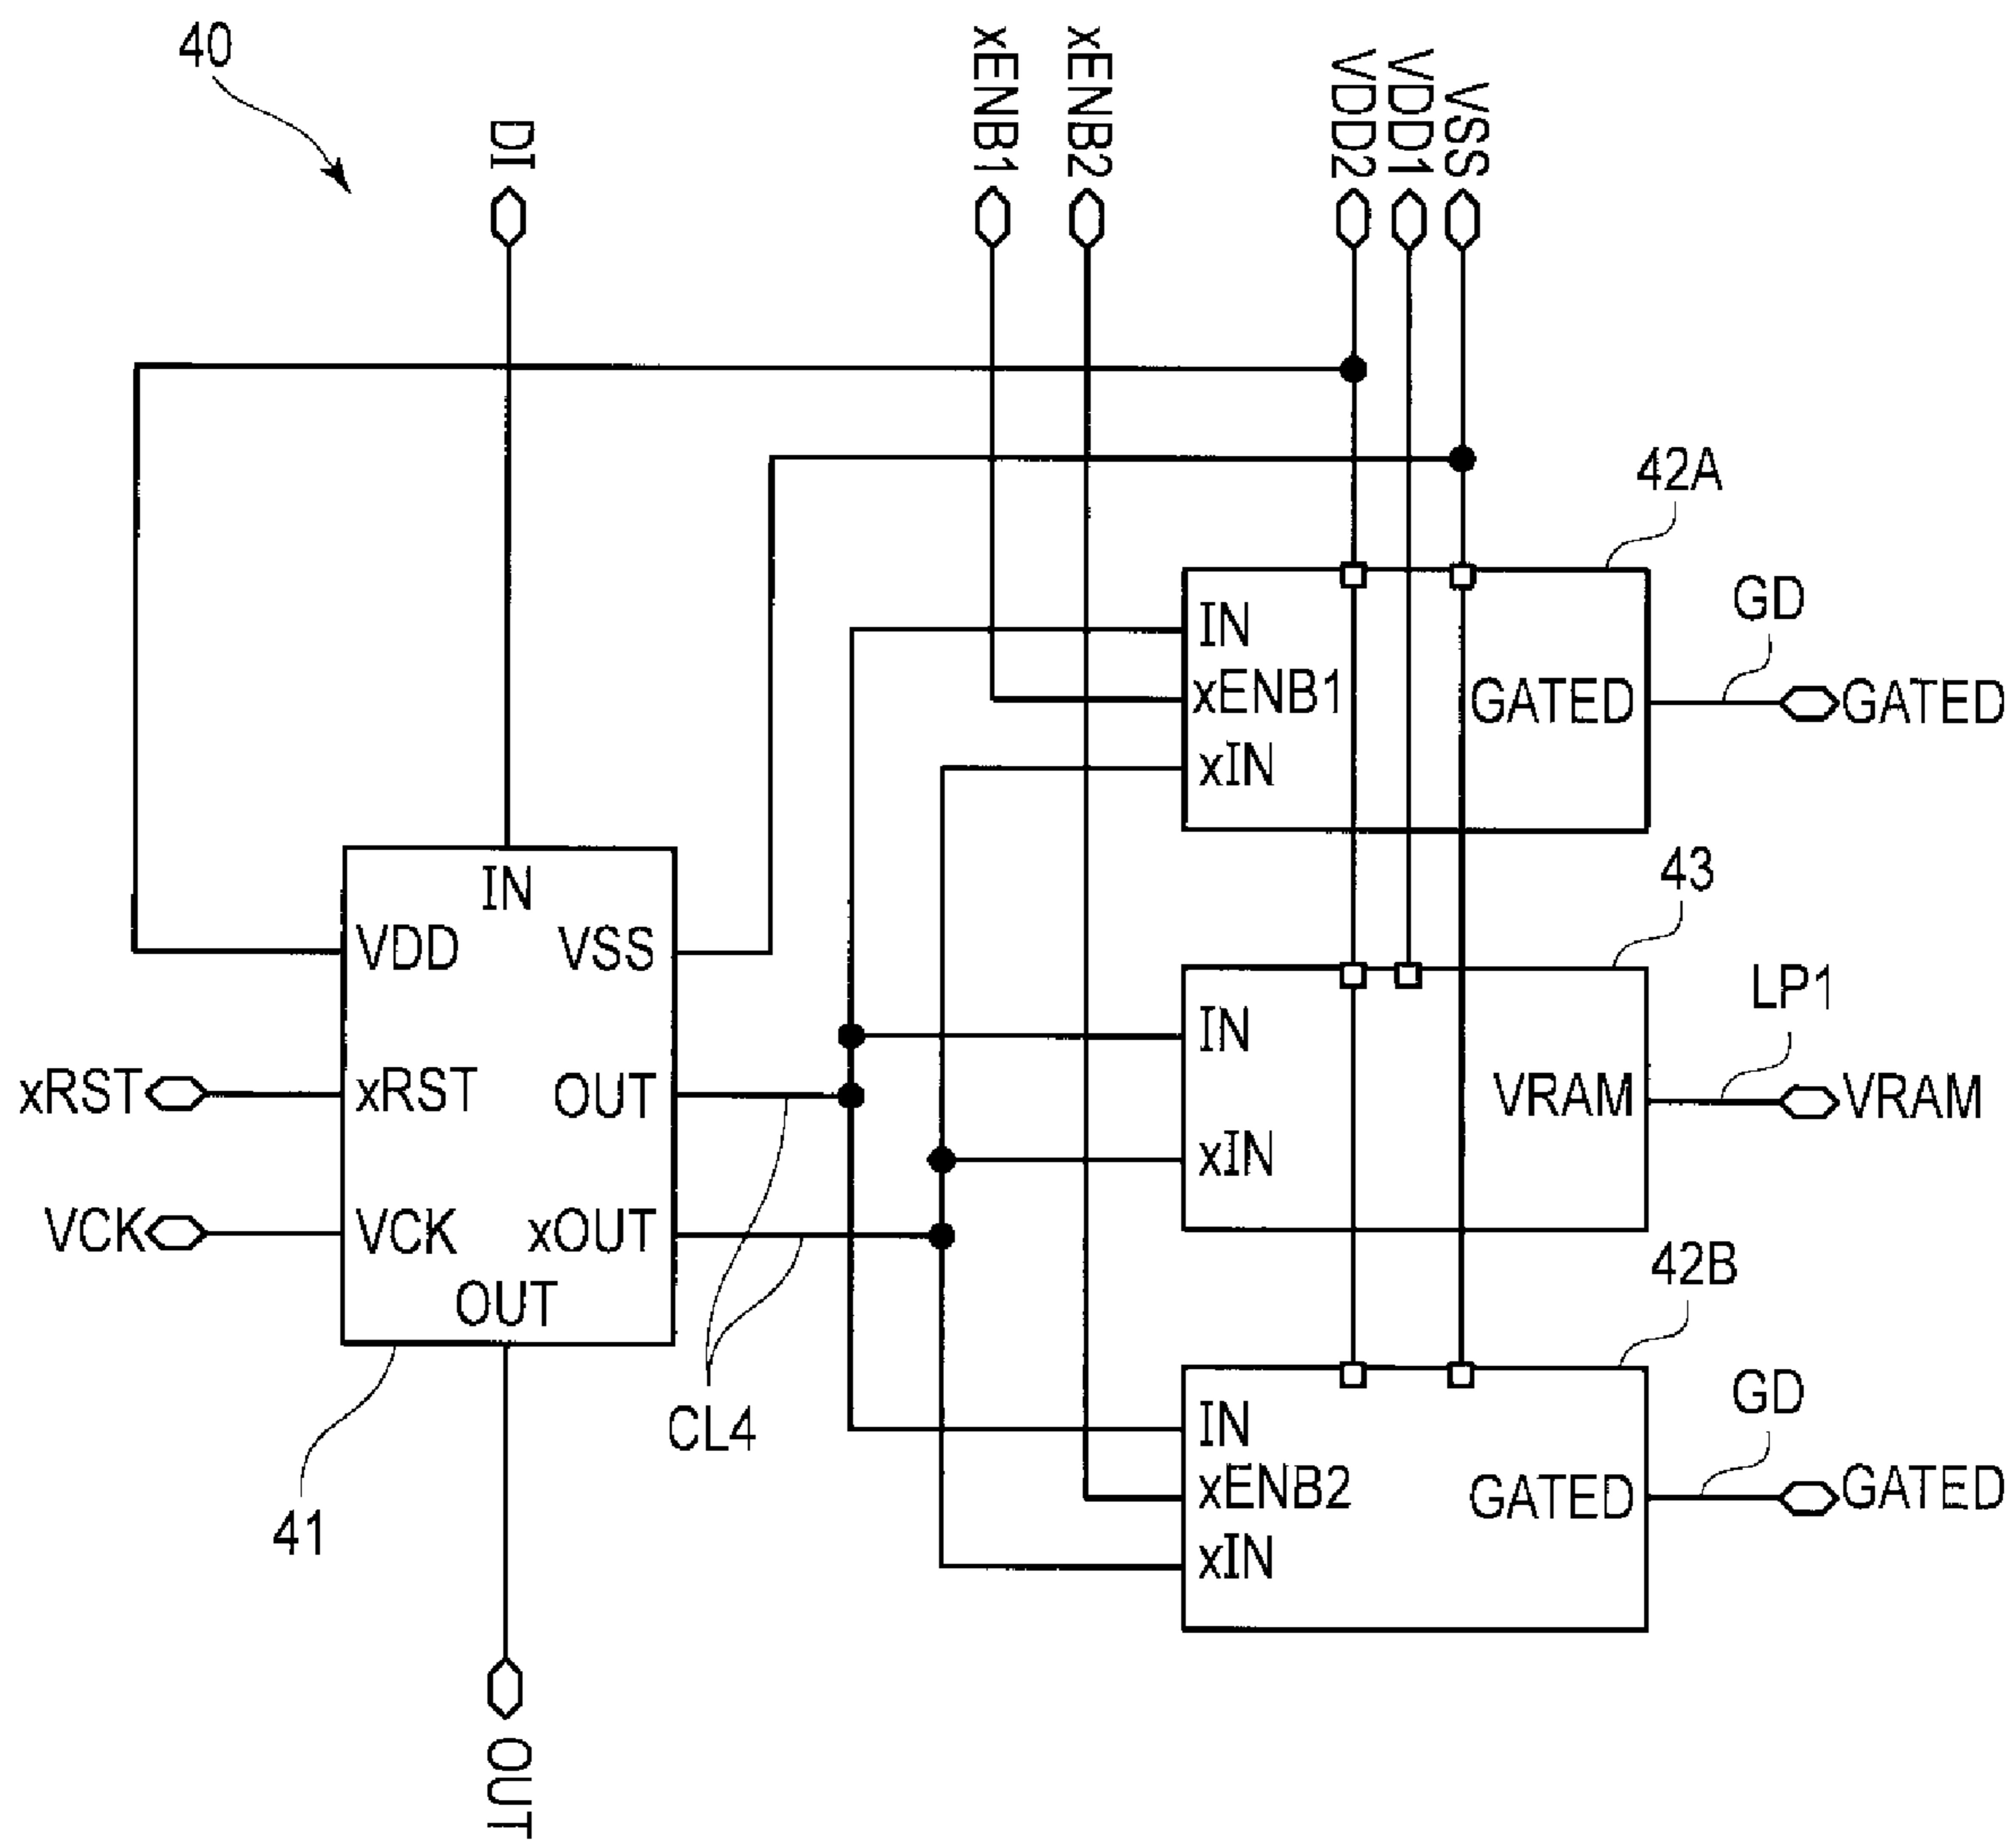 40
DI
xENB1
xENB2
VDD2
VDD1
VSS
42A
IN
xENB1
xIN
GATED
GD
GATED
IN
VDD
VSS
xRST
xRST
OUT
VCK
VCK
xOUT
OUT
43
IN
xIN
VRAM
LP1
VRAM
42B
IN
xENB2
xIN
GATED
GD
GATED
CL4
41
OUT